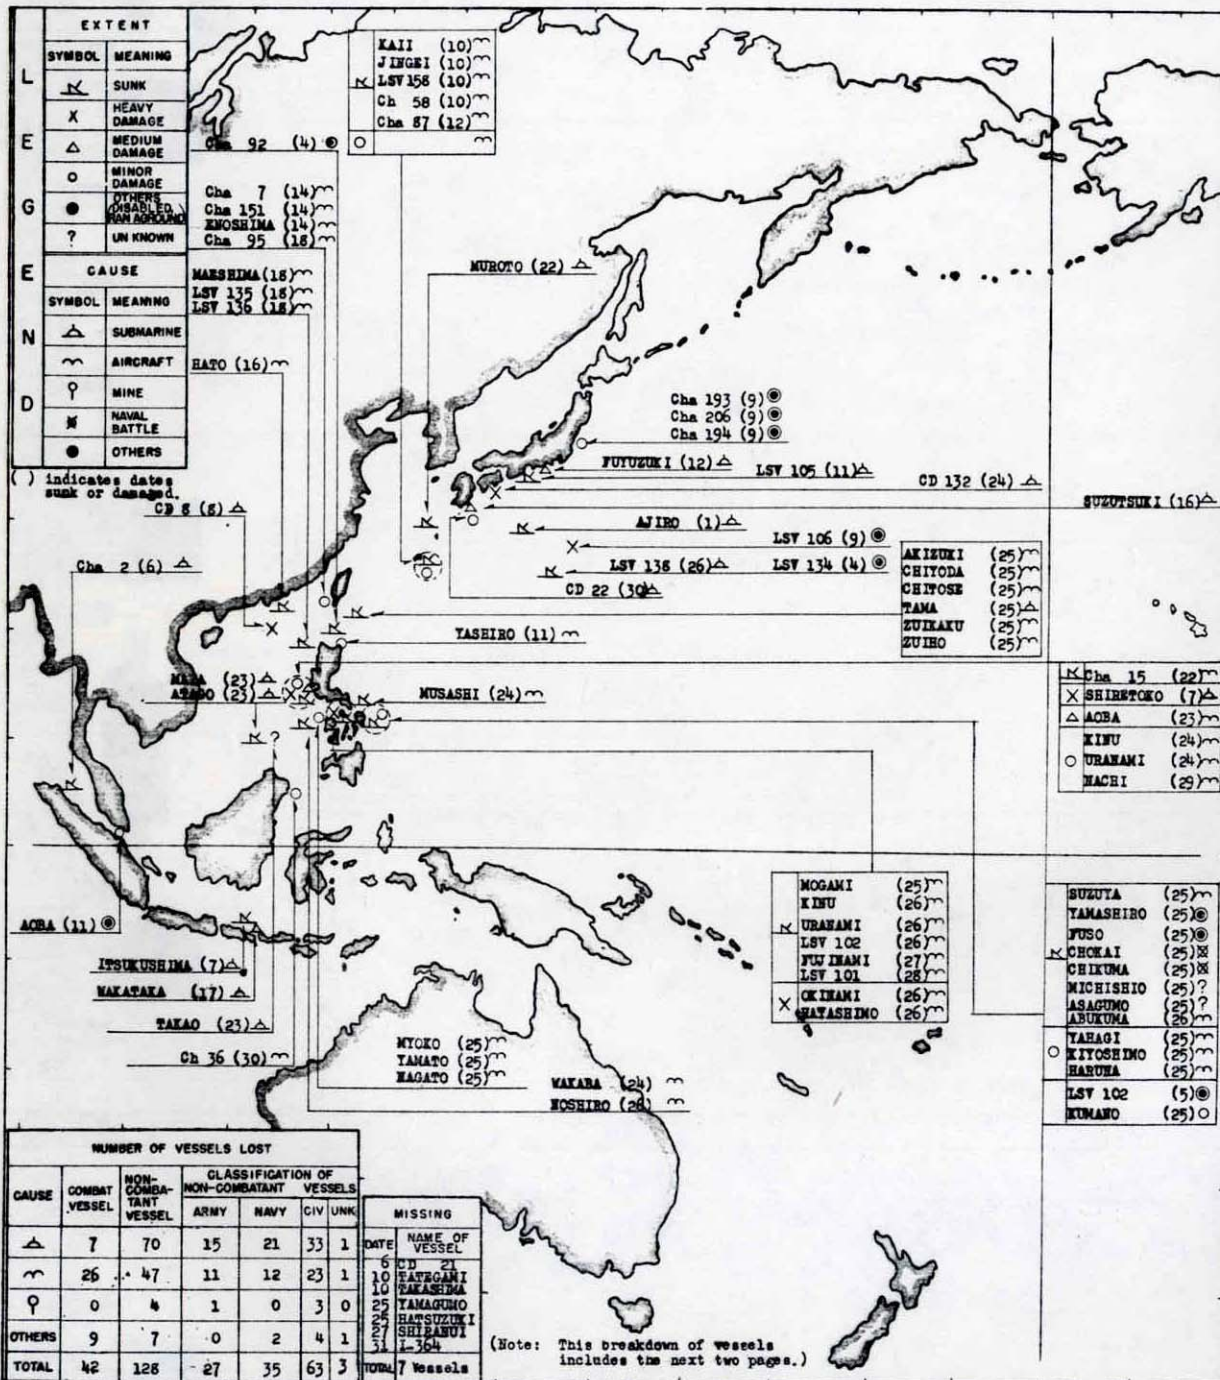 LEGEND
EXTENT
SYMBOL MEANING
SUNK
X HEAVY DAMAGE
△ MEDIUM DAMAGE
○ MINOR DAMAGE
● OTHERS (DISABLED, RAN AGROUND)
? UN KNOWN
CAUSE
SYMBOL MEANING
SUBMARINE
AIRCRAFT
MINE
NAVAL BATTLE
● OTHERS
( ) indicates dates
sunk or damaged.
KAII (10)
JINGEI (10)
LSV 158 (10)
Ch 58 (10)
Cha 87 (12)
○
Cha 92 (4)
Cha 7 (14)
Cha 151 (14)
ENOSHIMA (14)
Cha 95 (18)
MAESHIMA (18)
LSV 135 (18)
LSV 136 (18)
HATO (16)
MUROTO (22)
Cha 193 (9)
Cha 206 (9)
Cha 194 (9)
FUYUZUKI (12)
LSV 105 (11)
CD 132 (24)
SUZUTSUKI (16)
CD 8 (8)
AJIRO (1)
LSV 106 (9)
Cha 2 (6)
LSV 138 (26)
LSV 134 (4)
CD 22 (30)
AKIZUKI (25)
CHIYODA (25)
CHITOSE (25)
TAMA (25)
ZUIKAKU (25)
ZUIHO (25)
YASHIRO (11)
MAYA (23)
ATAGO (23)
MUSASHI (24)
Cha 15 (22)
X SHIRETOKO (7)
△ AOBA (23)
KINU (24)
○ URANAMI (24)
NACHI (29)
MOGAMI (25)
KINU (26)
URANAMI (26)
LSV 102 (26)
FUJINAMI (27)
LSV 101 (28)
X OKINAMI (26)
HAYASHIMO (26)
SUZUYA (25)
YAMASHIRO (25)
FUSO (25)
CHOKAI (25)
CHIKUMA (25)
MICHISHIO (25) ?
ASAGUMO (25) ?
ABUKUMA (26)
YAHAGI (25)
○ KIYOSHIMO (25)
HARUNA (25)
LSV 102 (5)
KUMANO (25) ○
AOBA (11)
ITSUKUSHIMA (7)
WAKATAKA (17)
TAKAO (23)
Ch 36 (30)
MYOKO (25)
YAMATO (25)
NAGATO (25)
WAKABA (24)
NOSHIRO (26)
NUMBER OF VESSELS LOST
CAUSE COMBAT VESSEL NON-COMBATANT VESSEL CLASSIFICATION OF NON-COMBATANT VESSELS
ARMY NAVY CIV UNK
7 70 15 21 33 1
26 47 11 12 23 1
0 4 1 0 3 0
OTHERS 9 7 0 2 4 1
TOTAL 42 128 27 35 63 3
MISSING
DATE NAME OF VESSEL
6 CD 21
10 TATEGAMI
10 TAKASHIMA
25 YAMAGUMO
25 HATSUZUKI
27 SHIRANUI
31 I-364
TOTAL 7 Vessels
(Note: This breakdown of vessels
includes the next two pages.)